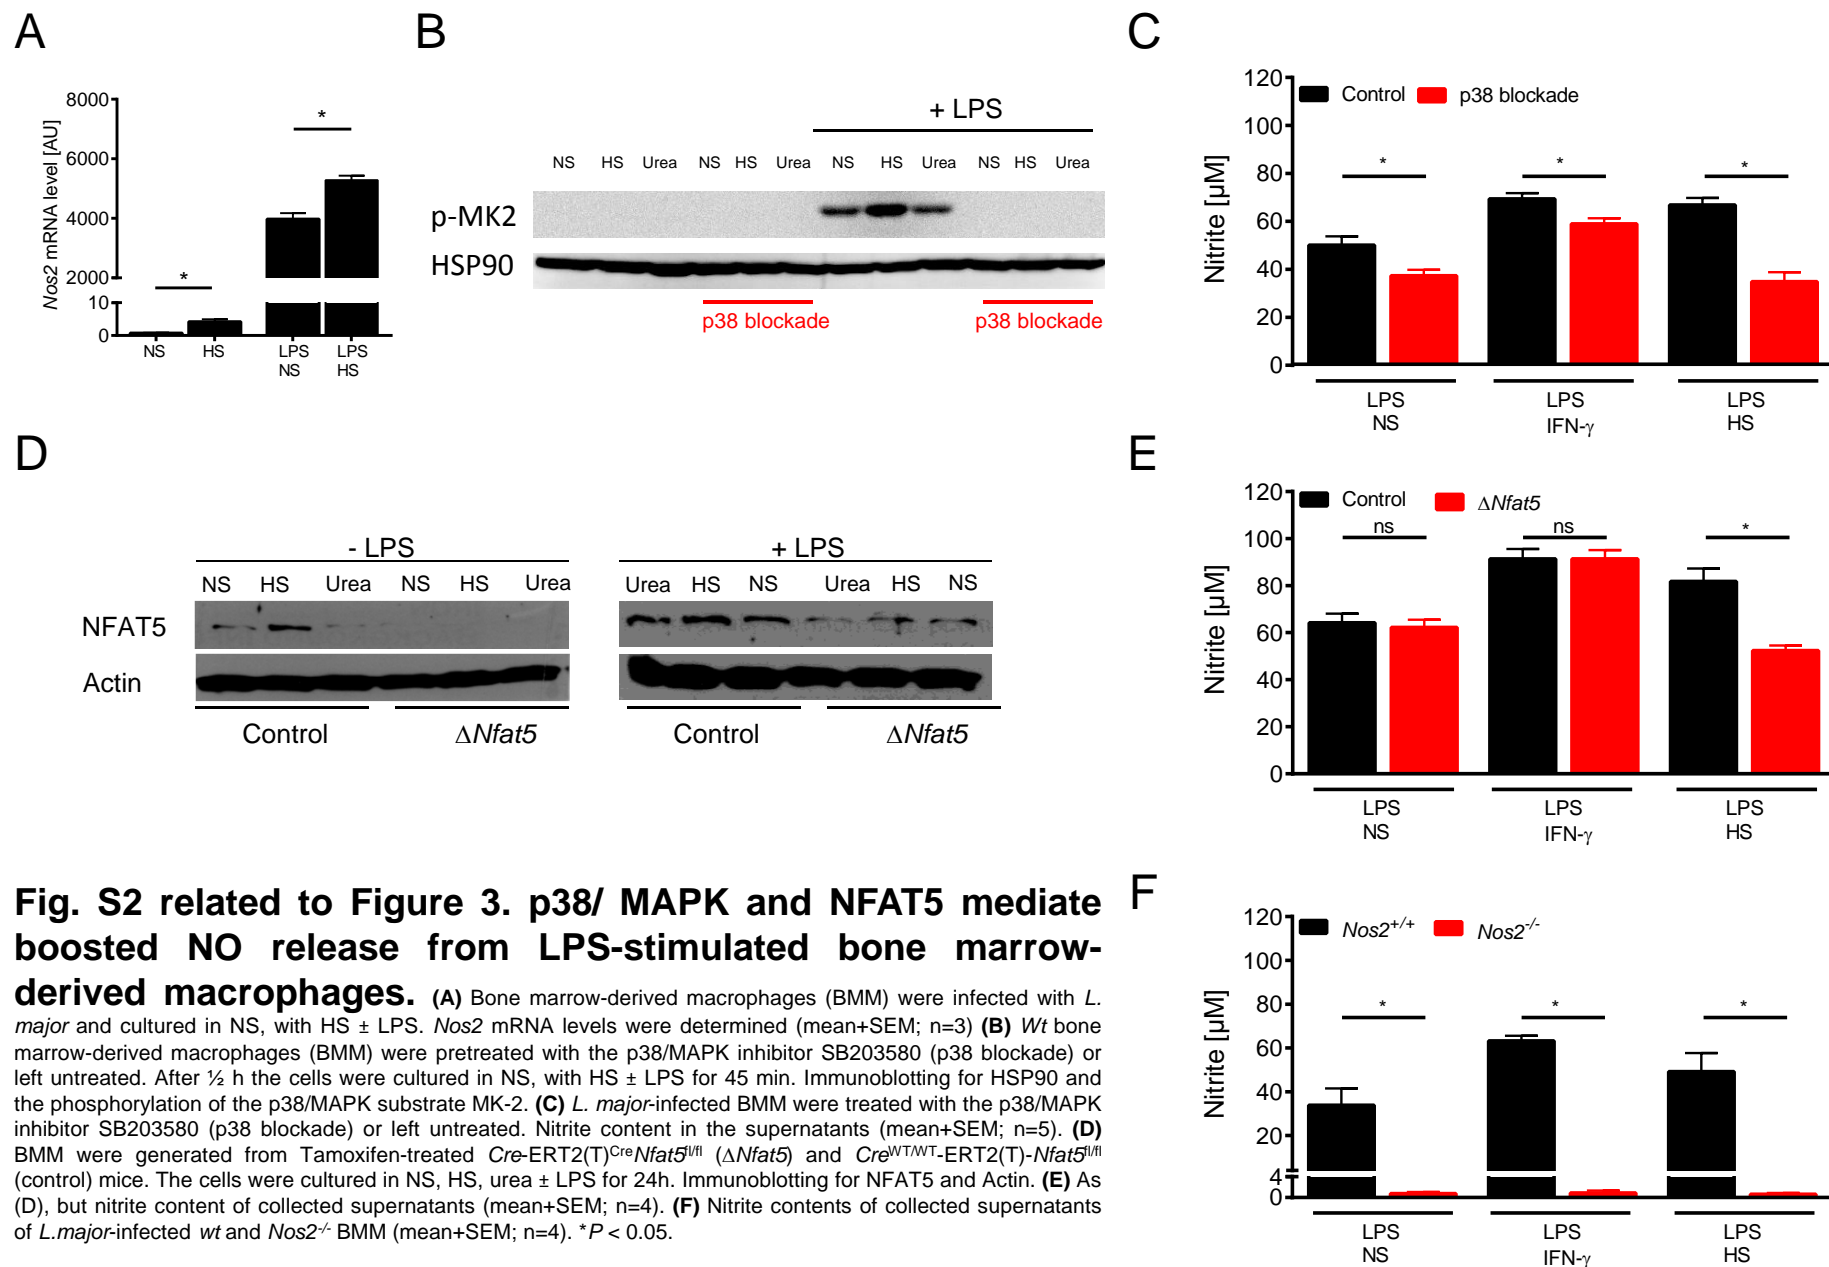 A
8000
6000
4000
2000
10
0
Nos2 mRNA level [AU]
*
*
NS HS LPS LPS
NS HS
B
+ LPS
NS HS Urea NS HS Urea NS HS Urea NS HS Urea
p-MK2
HSP90
p38 blockade p38 blockade
C
120
100
80
60
40
20
0
Nitrite [µM]
Control p38 blockade
* * *
LPS LPS LPS
NS IFN-γ HS
D
- LPS + LPS
NS HS Urea NS HS Urea Urea HS NS Urea HS NS
NFAT5
Actin
Control ΔNfat5 Control ΔNfat5
E
120
100
80
60
40
20
0
Nitrite [µM]
Control ΔNfat5
ns ns *
LPS LPS LPS
NS IFN-γ HS
F
120
100
80
60
40
20
4
0
Nitrite [µM]
Nos2+/+ Nos2-/-
* * *
LPS LPS LPS
NS IFN-γ HS
Fig. S2 related to Figure 3. p38/ MAPK and NFAT5 mediate
boosted NO release from LPS-stimulated bone marrow-
derived macrophages. (A) Bone marrow-derived macrophages (BMM) were infected with L.
major and cultured in NS, with HS ± LPS. Nos2 mRNA levels were determined (mean+SEM; n=3) (B) Wt bone
marrow-derived macrophages (BMM) were pretreated with the p38/MAPK inhibitor SB203580 (p38 blockade) or
left untreated. After ½ h the cells were cultured in NS, with HS ± LPS for 45 min. Immunoblotting for HSP90 and
the phosphorylation of the p38/MAPK substrate MK-2. (C) L. major-infected BMM were treated with the p38/MAPK
inhibitor SB203580 (p38 blockade) or left untreated. Nitrite content in the supernatants (mean+SEM; n=5). (D)
BMM were generated from Tamoxifen-treated Cre-ERT2(T)CreNfat5fl/fl (ΔNfat5) and CreWT/WT-ERT2(T)-Nfat5fl/fl
(control) mice. The cells were cultured in NS, HS, urea ± LPS for 24h. Immunoblotting for NFAT5 and Actin. (E) As
(D), but nitrite content of collected supernatants (mean+SEM; n=4). (F) Nitrite contents of collected supernatants
of L.major-infected wt and Nos2-/- BMM (mean+SEM; n=4). *P < 0.05.